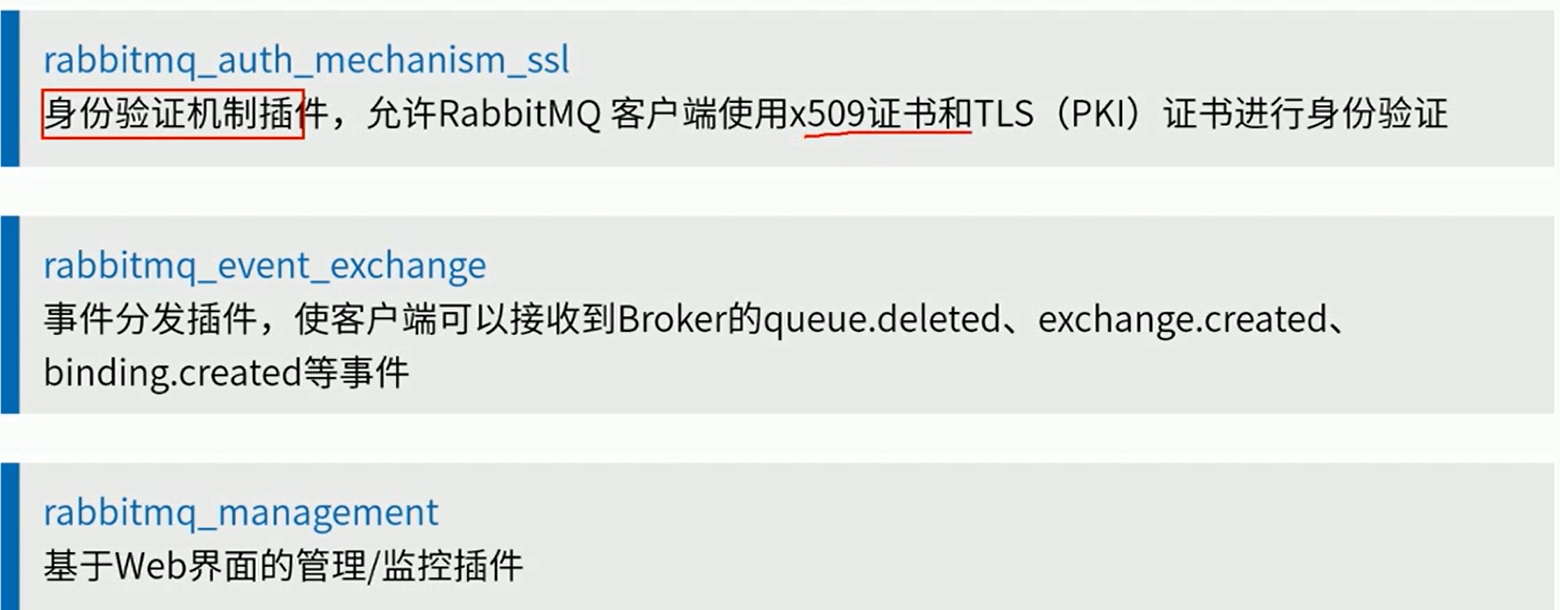 rabbitmq_auth_mechanism_ssl
身份验证机制插件，允许RabbitMQ 客户端使用x509证书和TLS（PKI）证书进行身份验证
rabbitmq_event_exchange
事件分发插件，使客户端可以接收到Broker的queue.deleted、exchange.created、
binding.created等事件
rabbitmq_management
基于Web界面的管理/监控插件